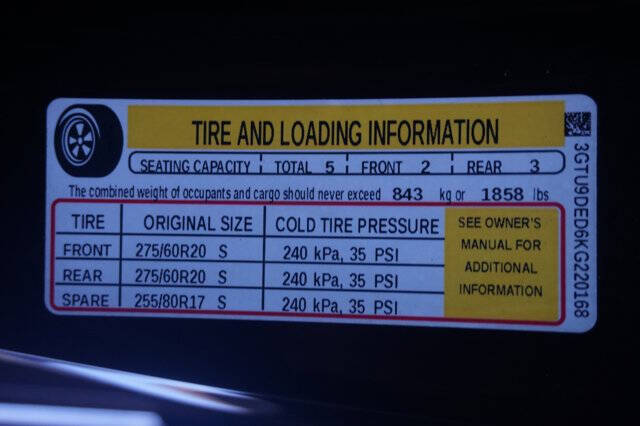 TIRE AND LOADING INFORMATION
SEATING CAPACITY TOTAL 5 FRONT 2 REAR 3
The combined weight of occupants and cargo should never exceed 843 kg or 1858 lbs
TIRE ORIGINAL SIZE COLD TIRE PRESSURE
FRONT 275/60R20 S 240 kPa, 35 PSI
REAR 275/60R20 S 240 kPa, 35 PSI
SPARE 255/80R17 S 240 kPa, 35 PSI
SEE OWNER'S
MANUAL FOR
ADDITIONAL
INFORMATION
3GTU9DED6KG220168